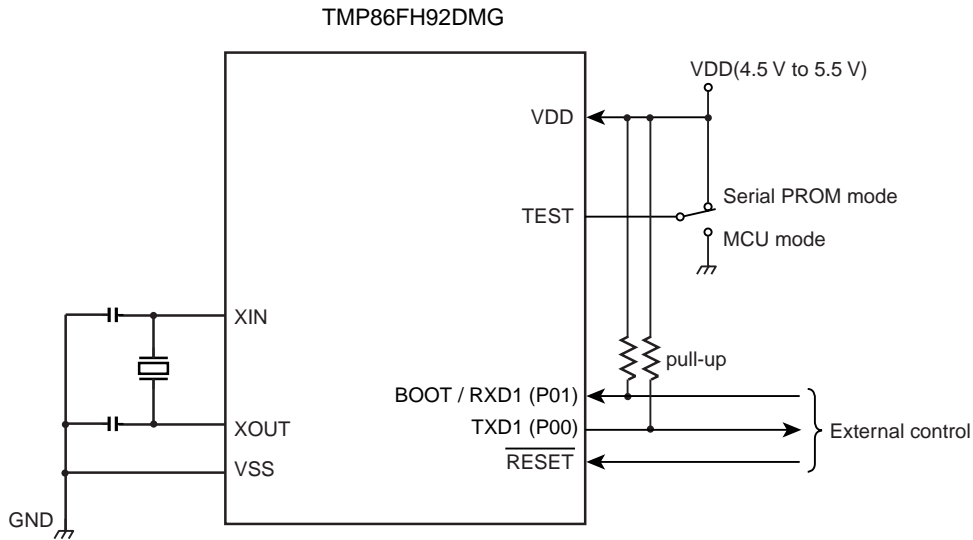 TMP86FH92DMG
VDD(4.5 V to 5.5 V)
VDD
Serial PROM mode
TEST
MCU mode
XIN
pull-up
BOOT / RXD1 (P01)
XOUT
TXD1 (P00)
External control
VSS
RESET
GND